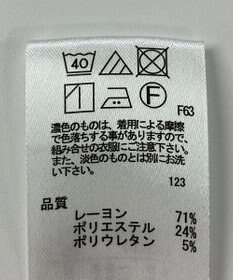 40
F
F63
濃色のものは、着用による摩擦
で色落ちする事がありますので、
組み合せの衣服にご注意下さい。
また、淡色のものとは別にお洗
い下さい。
123
品質
レーヨン 71%
ポリエステル 24%
ポリウレタン 5%